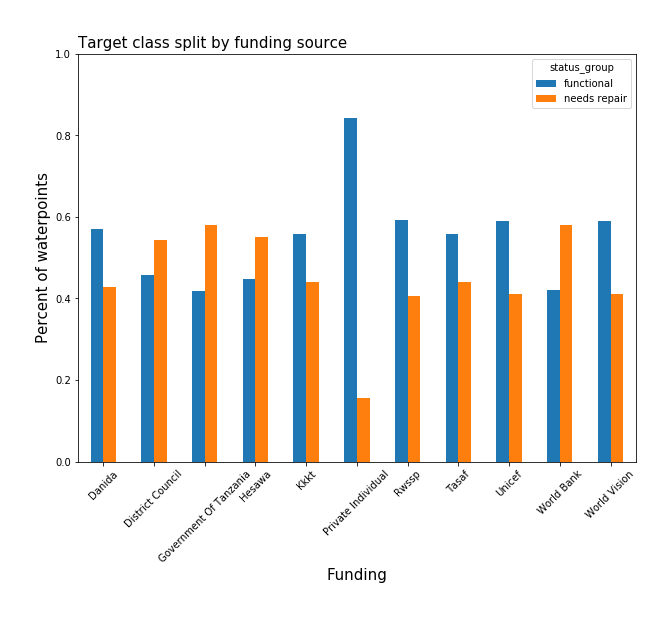 Target class split by funding source
status_group
functional
needs repair
Percent of waterpoints
1.0
0.8
0.6
0.4
0.2
0.0
Danida
District Council
Government Of Tanzania
Hesawa
Kkkt
Private Individual
Rwssp
Tasaf
Unicef
World Bank
World Vision
Funding